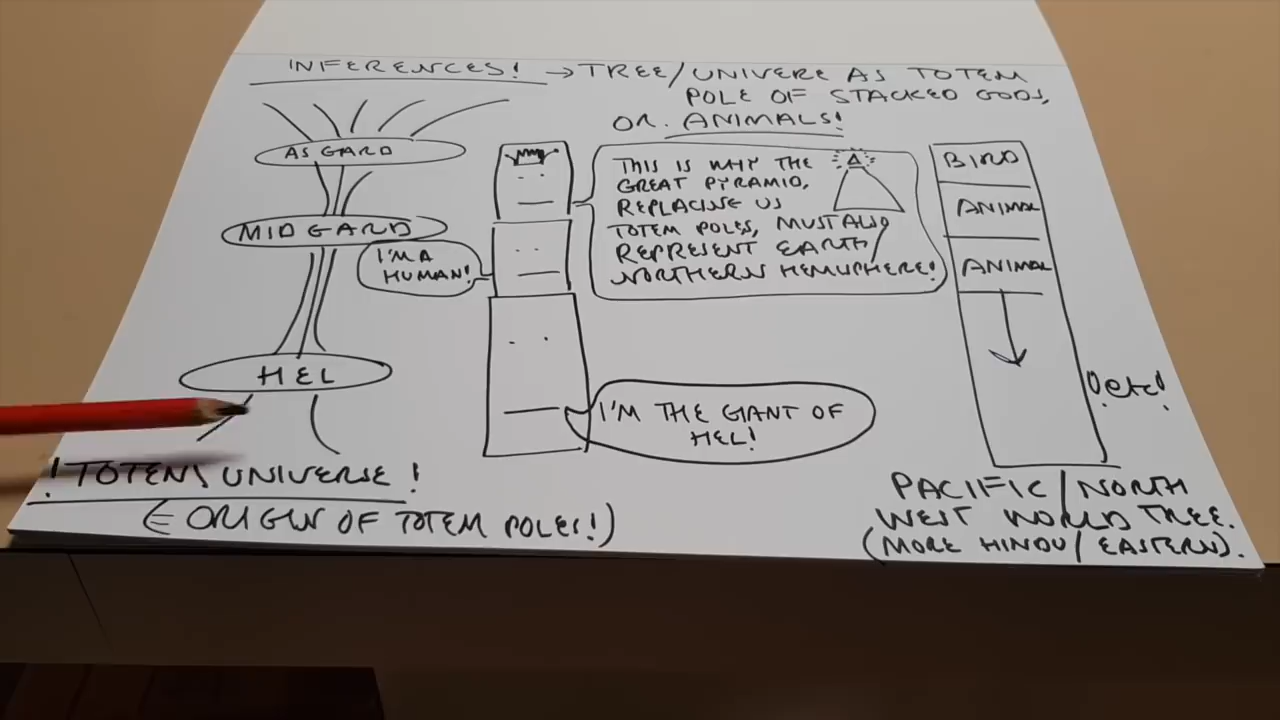 INFERENCES! → TREE/UNIVERE AS TOTEM
POLE OF STACKED GODS,
OR. ANIMALS!
ASGARD
MIDGARD
HEL
I'M A
HUMAN!
THIS IS WHY THE
GREAT PYRAMID,
REPLACING US
TOTEM POLES, MUST ALSO
REPRESENT EARTH/
NORTHERN HEMISPHERE!
I'M THE GIANT OF
HEL!
BIRD
ANIMAL
ANIMAL
etc!
! TOTEM UNIVERSE !
(= ORIGIN OF TOTEM POLES!)
PACIFIC/NORTH
WEST WORLD TREE.
(MORE HINDU/EASTERN).